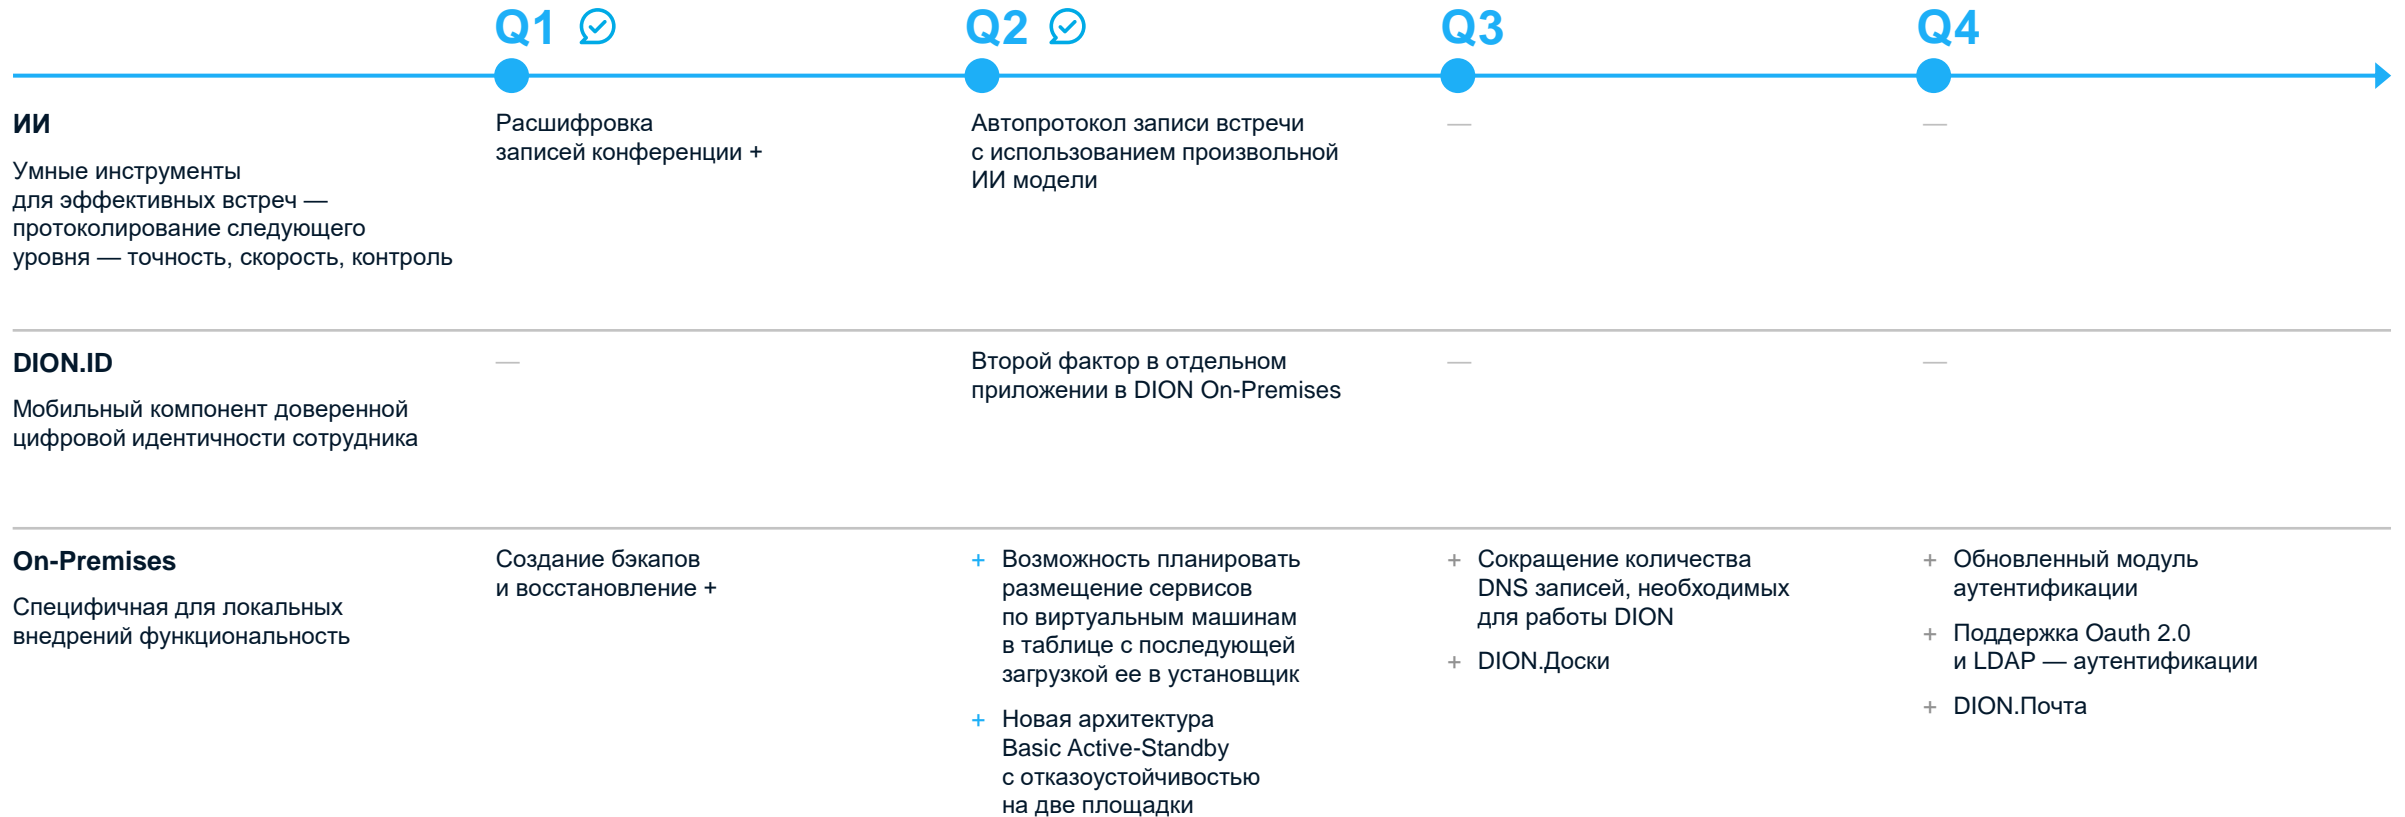 Q1
Q2
Q3
Q4
ИИ
Умные инструменты
для эффективных встреч —
протоколирование следующего
уровня — точность, скорость, контроль
Расшифровка
записей конференции +
Автопротокол записи встречи
с использованием произвольной
ИИ модели
—
—
DION.ID
Мобильный компонент доверенной
цифровой идентичности сотрудника
—
Второй фактор в отдельном
приложении в DION On-Premises
—
—
On-Premises
Специфичная для локальных
внедрений функциональность
Создание бэкапов
и восстановление +
+ Возможность планировать
размещение сервисов
по виртуальным машинам
в таблице с последующей
загрузкой ее в установщик
+ Новая архитектура
Basic Active-Standby
с отказоустойчивостью
на две площадки
+ Сокращение количества
DNS записей, необходимых
для работы DION
+ DION.Доски
+ Обновленный модуль
аутентификации
+ Поддержка Oauth 2.0
и LDAP — аутентификации
+ DION.Почта